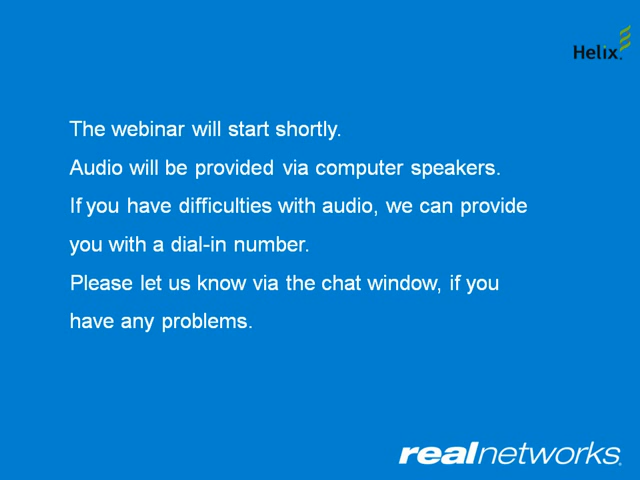 Helix
The webinar will start shortly.
Audio will be provided via computer speakers.
If you have difficulties with audio, we can provide
you with a dial-in number.
Please let us know via the chat window, if you
have any problems.
realnetworks